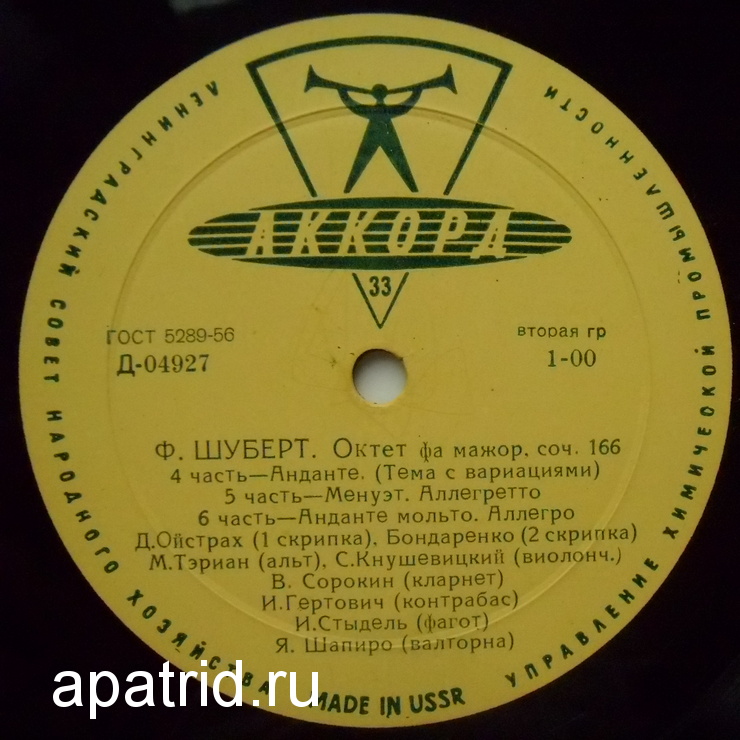 ЛЕНИНГРАДСКИЙ СОВЕТ НАРОДНОГО ХОЗЯЙСТВА
УПРАВЛЕНИЕ ХИМИЧЕСКОЙ ПРОМЫШЛЕННОСТИ
АККОРД
33
ГОСТ 5289-56
вторая гр
Д-04927
1-00
Ф. ШУБЕРТ. Октет фа мажор, соч. 166
4 часть—Анданте. (Тема с вариациями)
5 часть—Менуэт. Аллегретто
6 часть—Анданте мольто. Аллегро
Д.Ойстрах (1 скрипка), Бондаренко (2 скрипка)
М.Тэриан (альт), С.Кнушевицкий (виолонч.)
В. Сорокин (кларнет)
И.Гертович (контрабас)
И.Стыдель (фагот)
Я. Шапиро (валторна)
MADE IN USSR
apatrid.ru